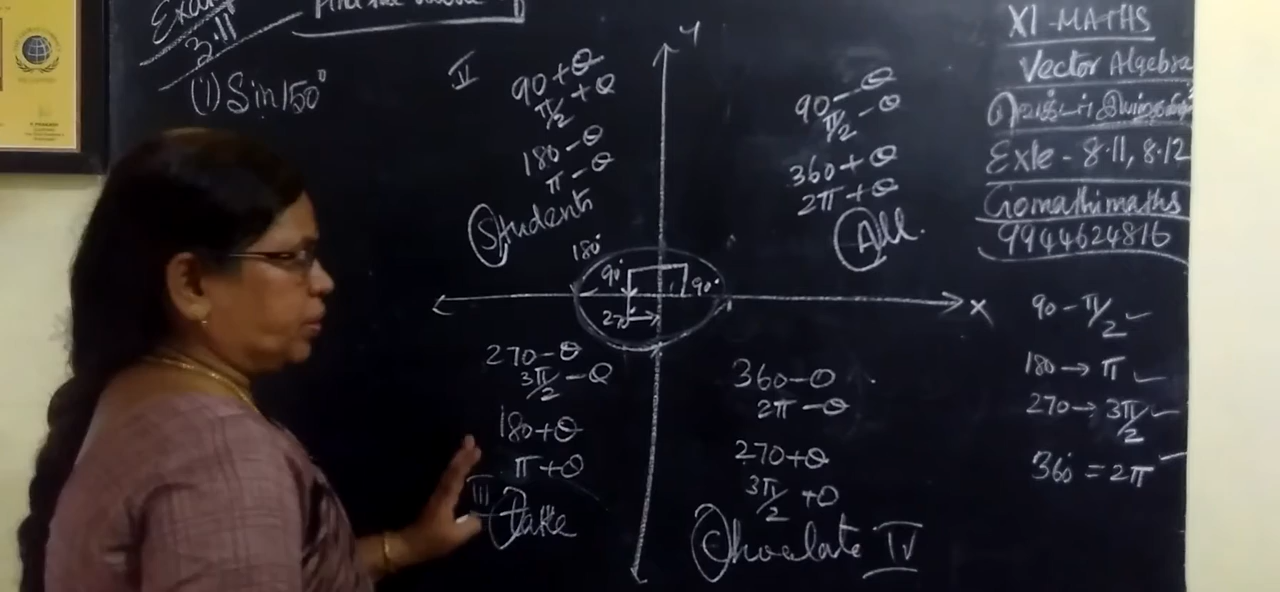 3.11
(i) Sin 150°
II
90+θ
π/2+θ
180-θ
π-θ
Students
180°
Y
90-θ
π/2-θ
360+θ
2π+θ
All
90°
90°
270
X
270-θ
3π/2-θ
180+θ
π+θ
III
Take
360-θ
2π-θ
270+θ
3π/2+θ
Choclate IV
XI-MATHS
Vector Algebra
Exle-8.11, 8.12
Gomathimaths
9944624816
90-π/2
180→π
270→3π/2
360=2π